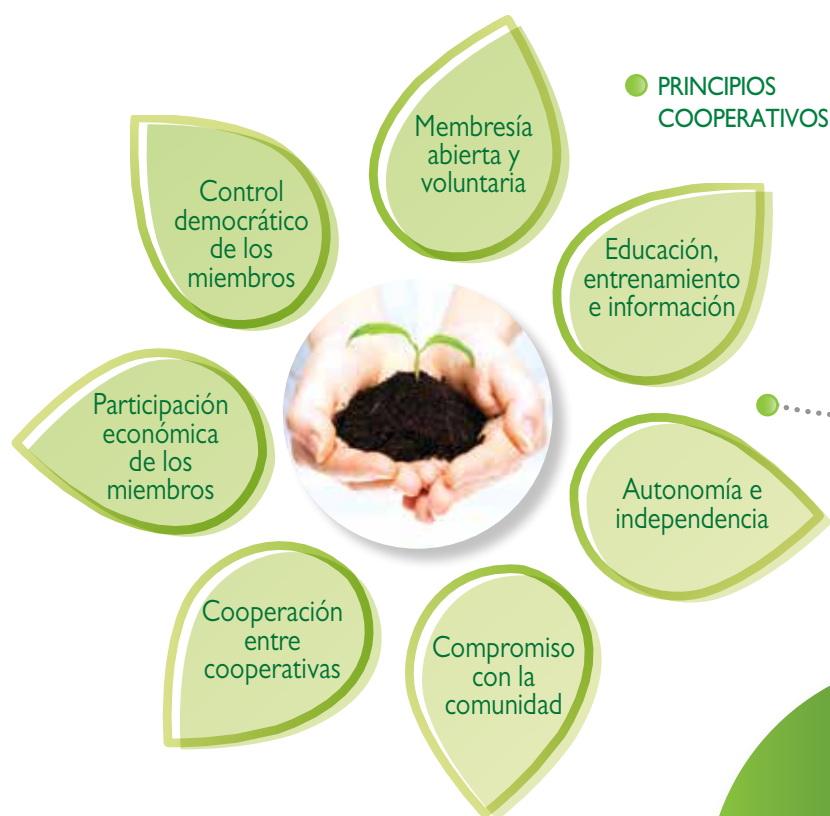 PRINCIPIOS
COOPERATIVOS
Membresía
abierta y
voluntaria
Educación,
entrenamiento
e información
Autonomía e
independencia
Compromiso
con la
comunidad
Cooperación
entre
cooperativas
Participación
económica
de los
miembros
Control
democrático
de los
miembros